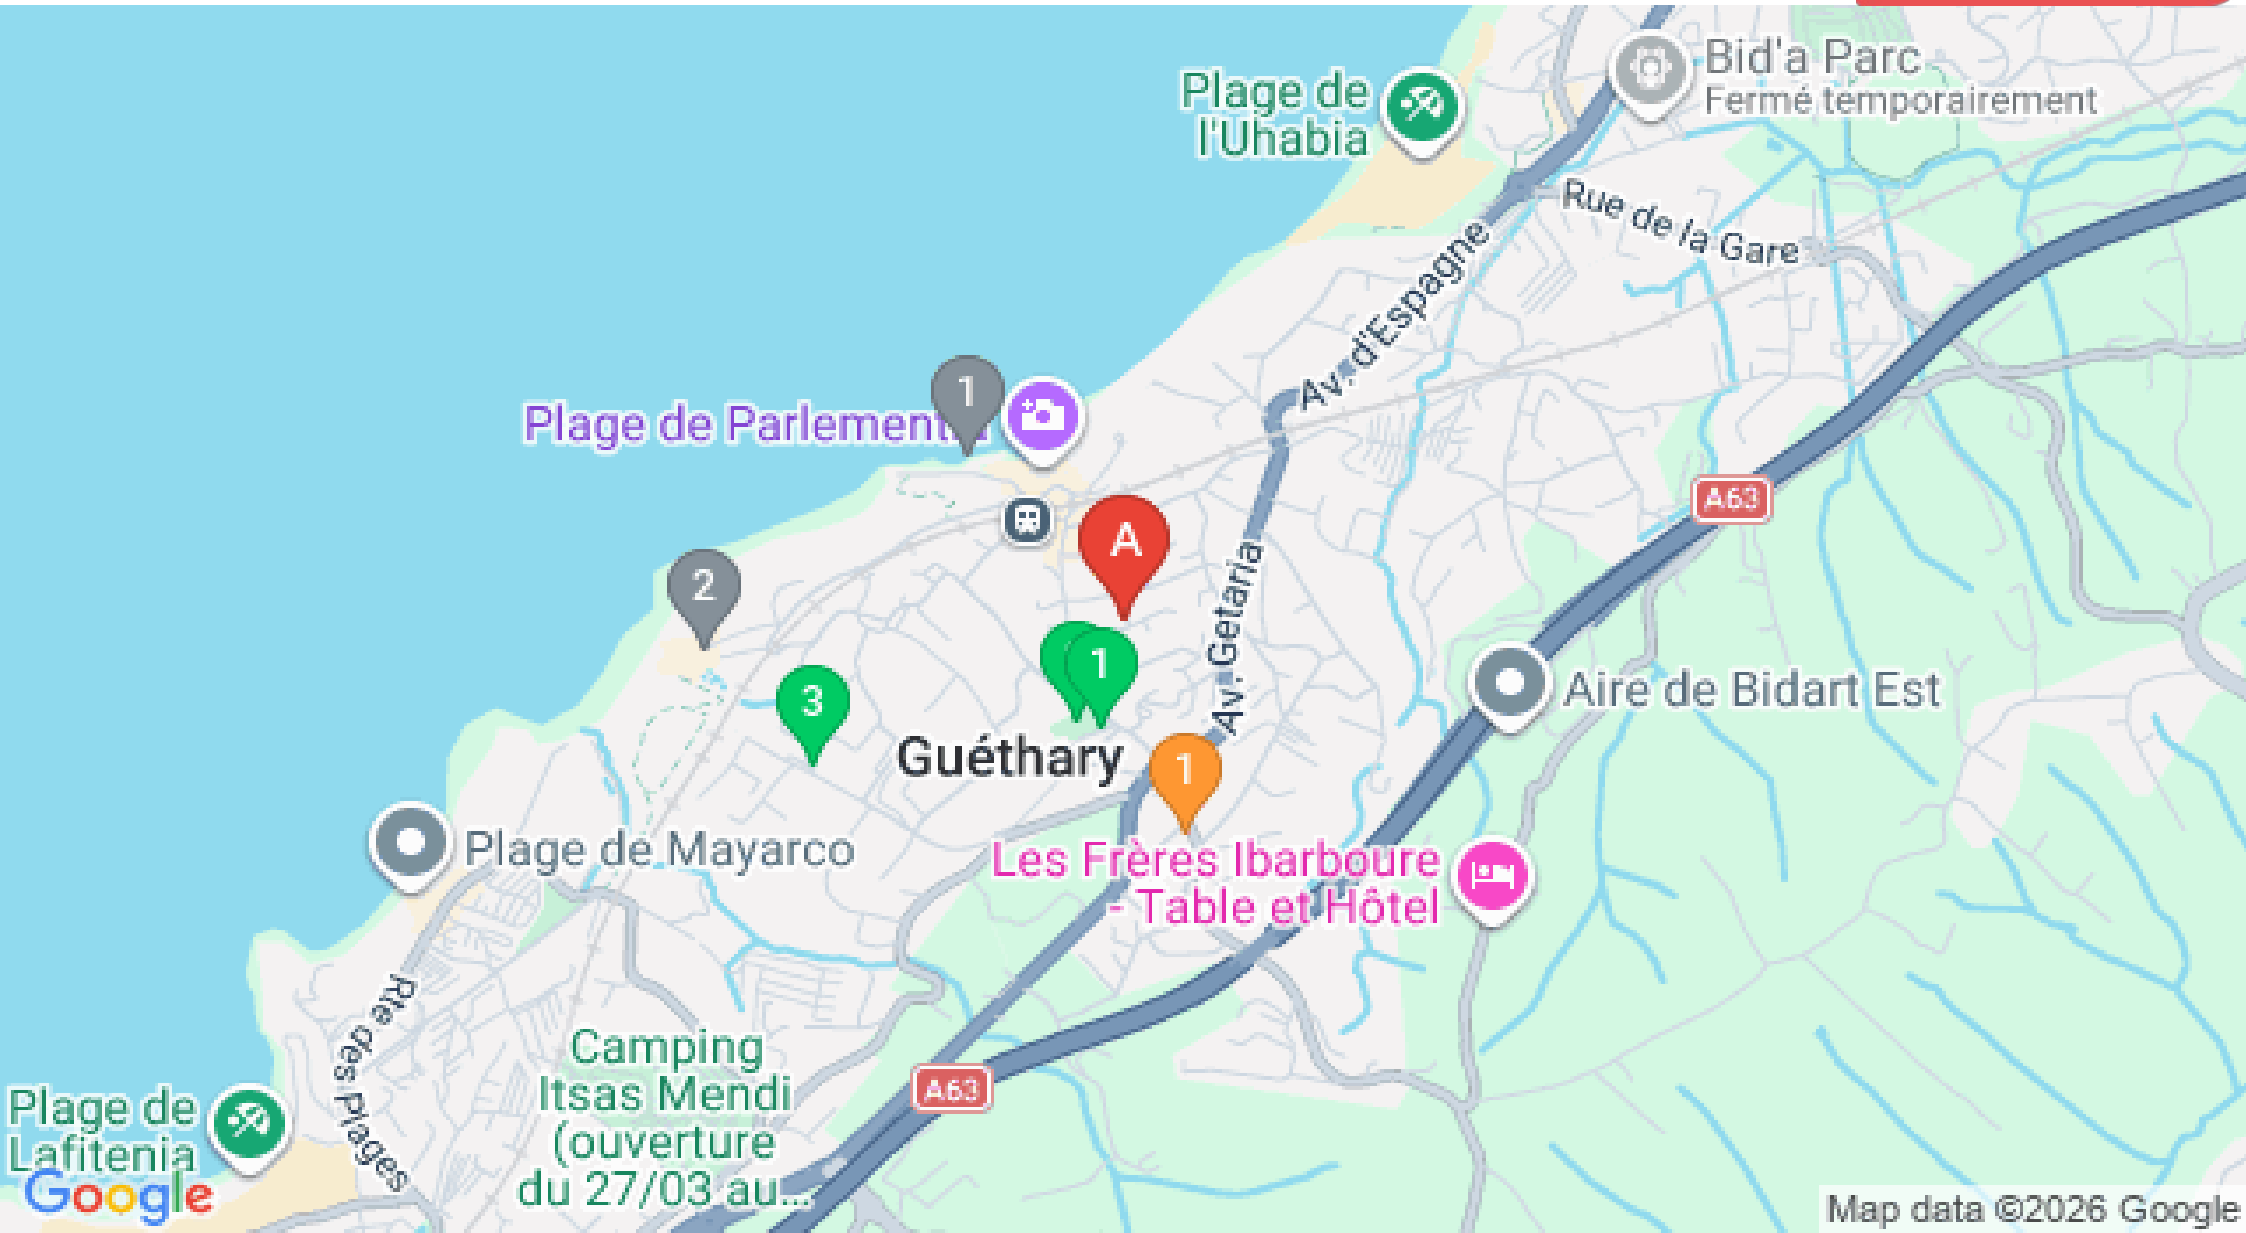 Plage de
l'Uhabia
Bid'a Parc
Fermé temporairement
Rue de la Gare
Av. d'Espagne
1
Plage de Parlement
A63
A
2
Av. Getaria
1
3
Aire de Bidart Est
Guéthary
1
Plage de Mayarco
Les Frères Ibarboure
- Table et Hôtel
Rte des Plages
Camping
Itsas Mendi
(ouverture
du 27/03 au...
A63
Plage de
Lafitenia
Google
Map data ©2026 Google